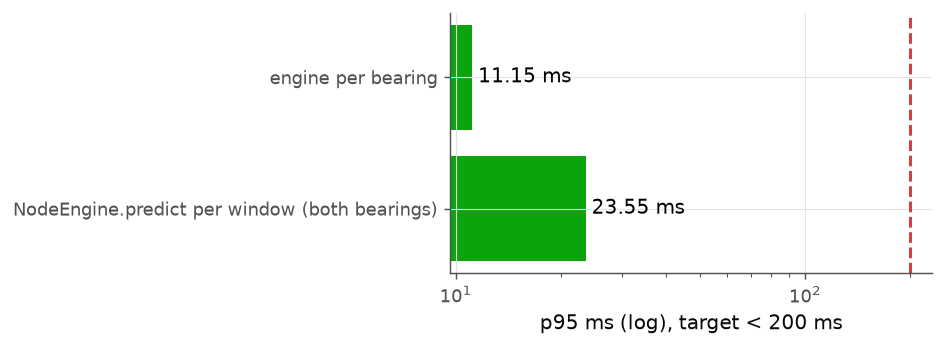 engine per bearing
11.15 ms
NodeEngine.predict per window (both bearings)
23.55 ms
10¹ 10²
p95 ms (log), target < 200 ms